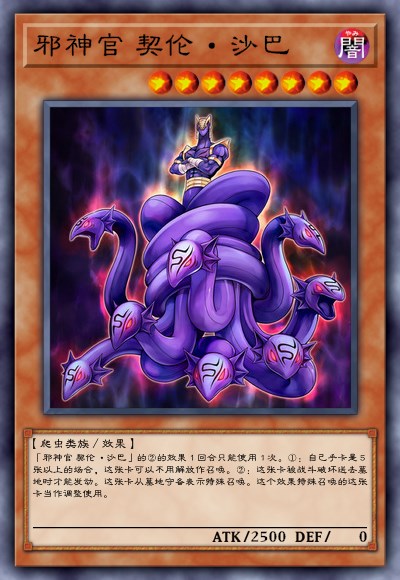 邪神官 契伦·沙巴
やみ
闇
【爬虫类族／效果】
「邪神官 契伦·沙巴」的②的效果１回合只能使用１次。①：自己手卡是５
张以上的场合，这张卡可以不用解放作召唤。②：这张卡被战斗破坏送去墓
地时才能发动。这张卡从墓地守备表示特殊召唤。这个效果特殊召唤的这张
卡当作调整使用。
ATK/2500 DEF/ 0